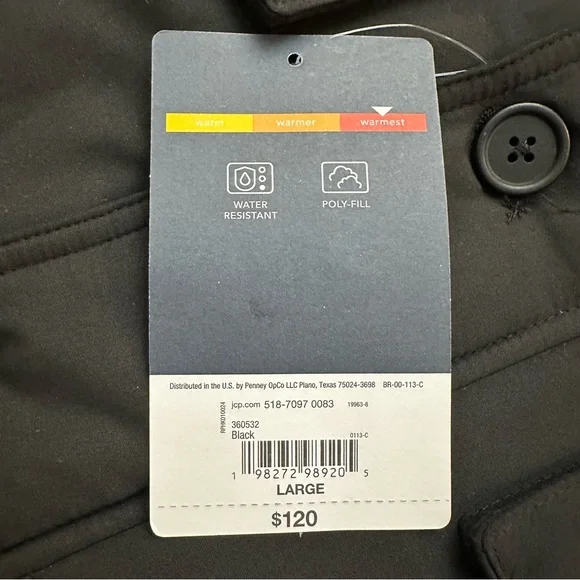 warm warmer warmest
WATER RESISTANT
POLY-FILL
Distributed in the U.S. by Penney OpCo LLC Plano, Texas 75024-3698 BR-00-113-C
jcp.com 518-7097 0083 19963-8
RPHK010024
360532
Black 0113-C
1 98272 98920 5
LARGE
$120